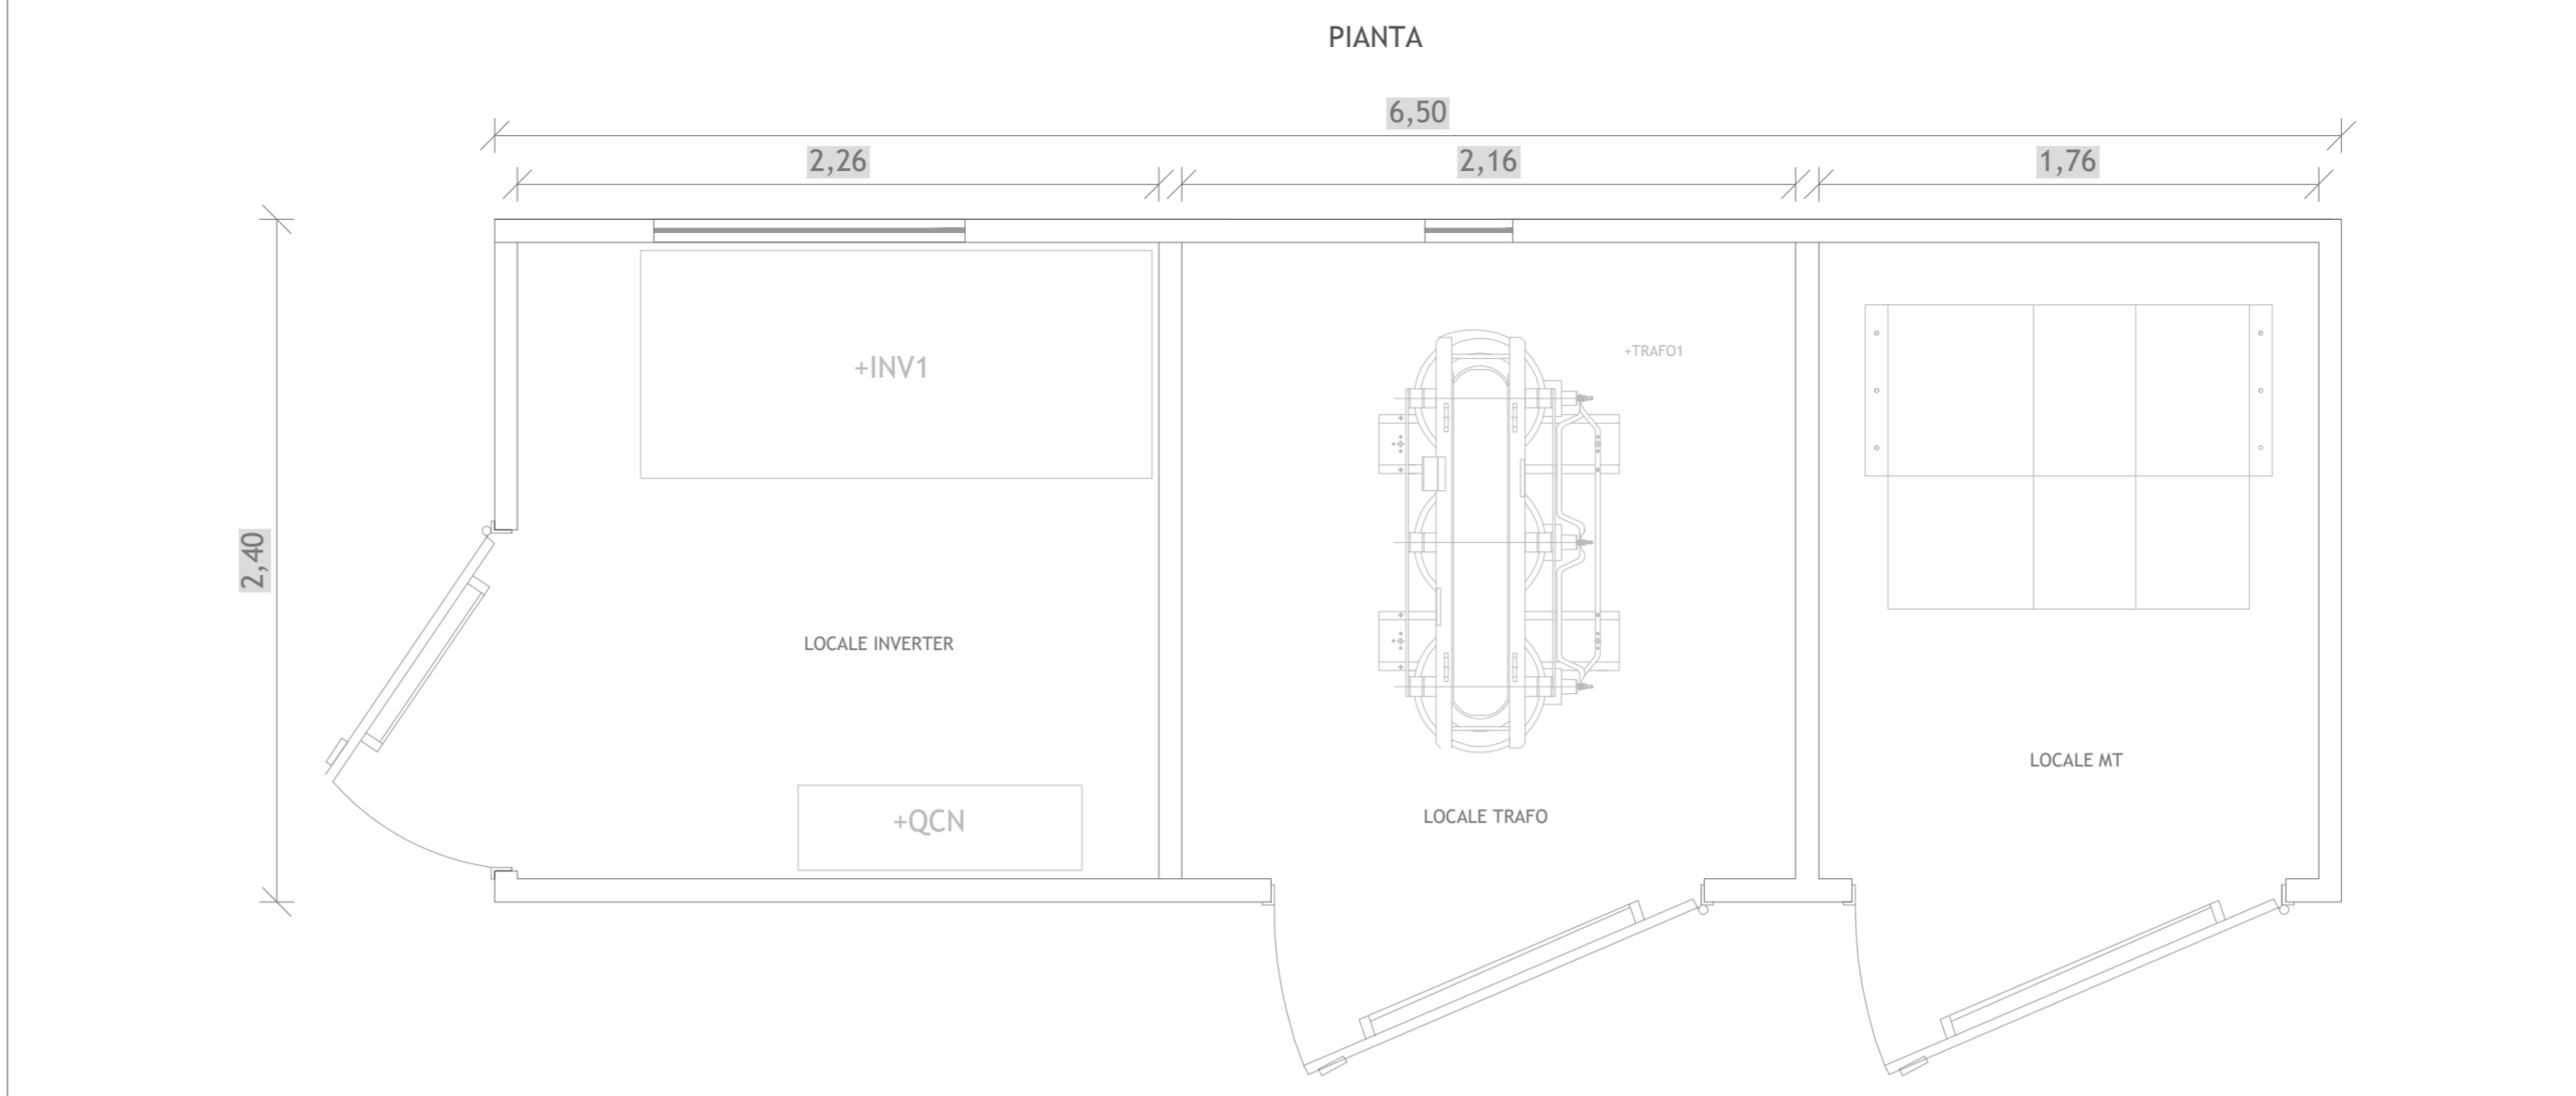 PIANTA
6,50
2,26
2,16
1,76
+TRAFO1
+INV1
2,40
LOCALE INVERTER
LOCALE MT
+QCN
LOCALE TRAFO